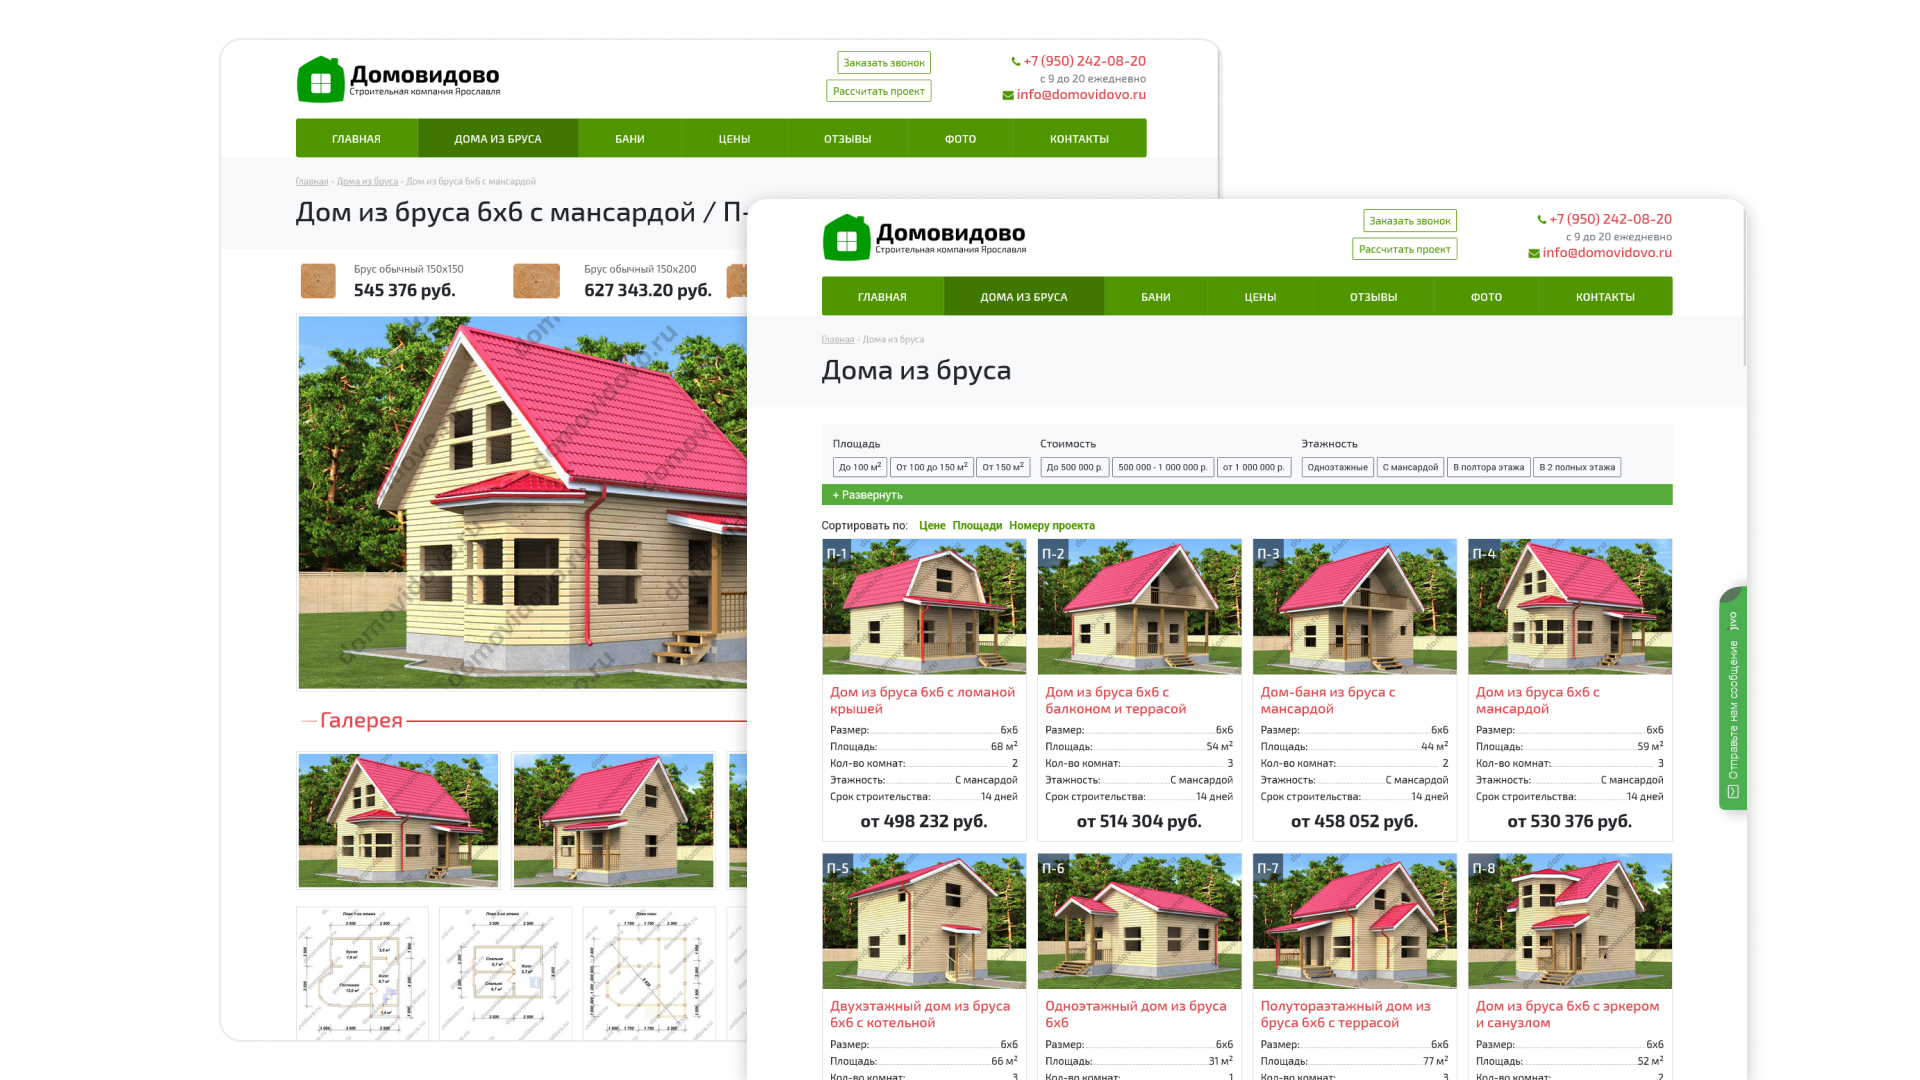 Домовидово
Строительная компания Ярославля
Заказать звонок
Рассчитать проект
+7 (950) 242-08-20
с 9 до 20 ежедневно
info@domovidovo.ru
ГЛАВНАЯ ДОМА ИЗ БРУСА БАНИ ЦЕНЫ ОТЗЫВЫ ФОТО КОНТАКТЫ
Главная - Дома из бруса - Дом из бруса 6х6 с мансардой
Дом из бруса 6х6 с мансардой / П-
Брус обычный 150х150
545 376 руб.
Брус обычный 150х200
627 343.20 руб.
domovidovo.ru
Галерея
План 1-го этажа
План 2-го этажа
Домовидово
Строительная компания Ярославля
Заказать звонок
Рассчитать проект
+7 (950) 242-08-20
с 9 до 20 ежедневно
info@domovidovo.ru
ГЛАВНАЯ ДОМА ИЗ БРУСА БАНИ ЦЕНЫ ОТЗЫВЫ ФОТО КОНТАКТЫ
Главная - Дома из бруса
Дома из бруса
Площадь Стоимость Этажность
До 100 м² От 100 до 150 м² От 150 м² До 500 000 р. 500 000 - 1 000 000 р. от 1 000 000 р. Одноэтажные С мансардой В полтора этажа В 2 полных этажа
+ Развернуть
Сортировать по: Цене Площади Номеру проекта
П-1
Дом из бруса 6х6 с ломаной
крышей
Размер: 6х6
Площадь: 68 м²
Кол-во комнат: 2
Этажность: С мансардой
Срок строительства: 14 дней
от 498 232 руб.
П-2
Дом из бруса 6х6 с
балконом и террасой
Размер: 6х6
Площадь: 54 м²
Кол-во комнат: 3
Этажность: С мансардой
Срок строительства: 14 дней
от 514 304 руб.
П-3
Дом-баня из бруса с
мансардой
Размер: 6х6
Площадь: 44 м²
Кол-во комнат: 2
Этажность: С мансардой
Срок строительства: 14 дней
от 458 052 руб.
П-4
Дом из бруса 6х6 с
мансардой
Размер: 6х6
Площадь: 59 м²
Кол-во комнат: 3
Этажность: С мансардой
Срок строительства: 14 дней
от 530 376 руб.
П-5
Двухэтажный дом из бруса
6х6 с котельной
Размер: 6х6
Площадь: 66 м²
Кол-во комнат: 3
П-6
Одноэтажный дом из бруса
6х6
Размер: 6х6
Площадь: 31 м²
Кол-во комнат: 1
П-7
Полутораэтажный дом из
бруса 6х6 с террасой
Размер: 6х6
Площадь: 77 м²
Кол-во комнат: 3
П-8
Дом из бруса 6х6 с эркером
и санузлом
Размер: 6х6
Площадь: 52 м²
Кол-во комнат: 2
Отправьте нам сообщение jivo